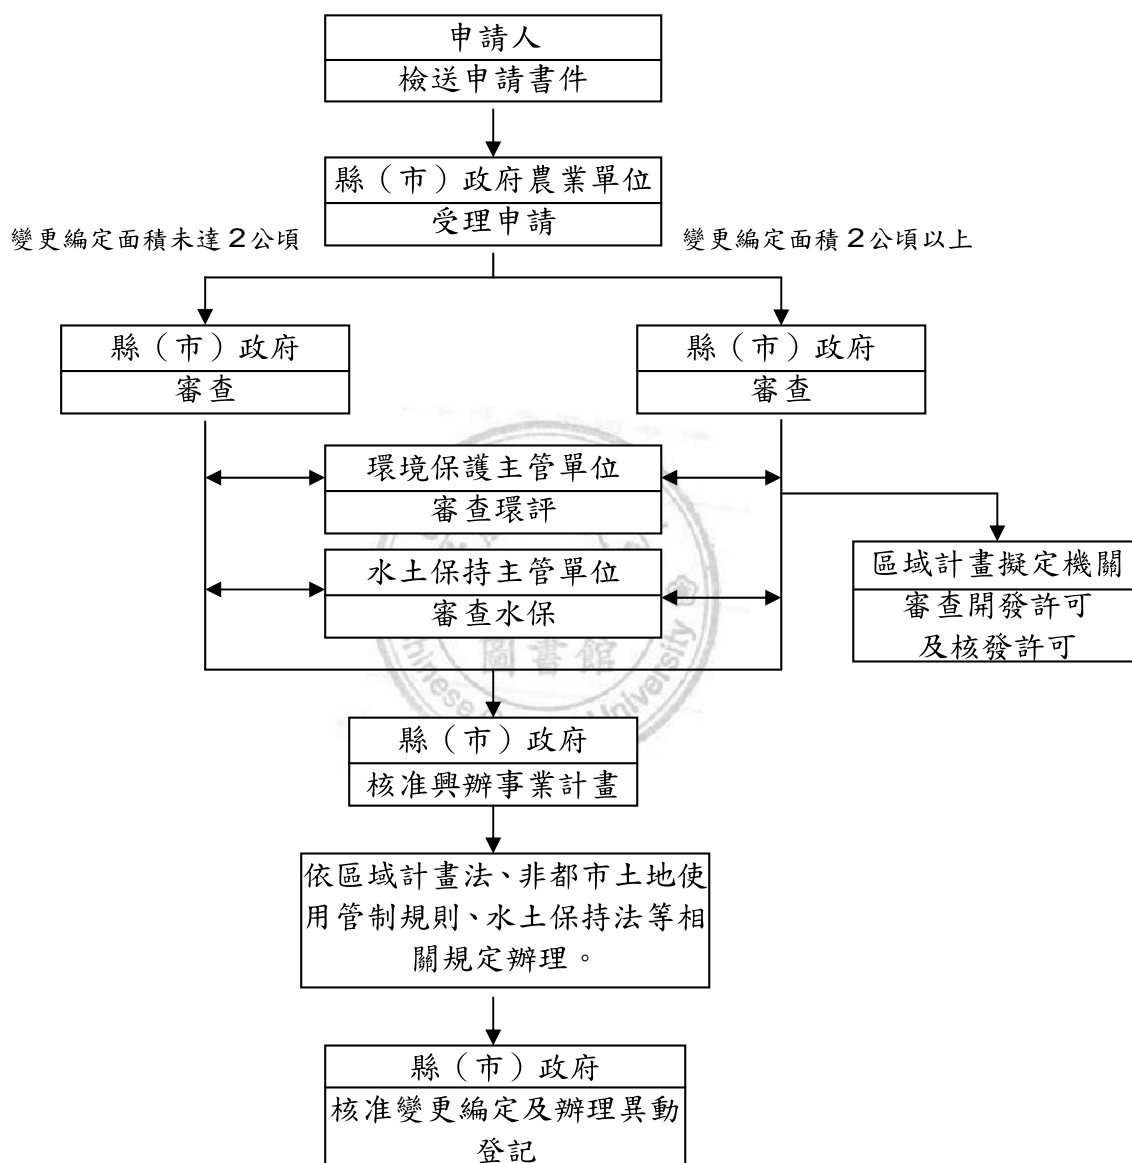 申請人
檢送申請書件
縣（市）政府農業單位
受理申請
變更編定面積未達2公頃
變更編定面積2公頃以上
縣（市）政府
審查
縣（市）政府
審查
環境保護主管單位
審查環評
水土保持主管單位
審查水保
區域計畫擬定機關
審查開發許可
及核發許可
圖書館
University
縣（市）政府
核准興辦事業計畫
依區域計畫法、非都市土地使
用管制規則、水土保持法等相
關規定辦理。
縣（市）政府
核准變更編定及辦理異動
登記